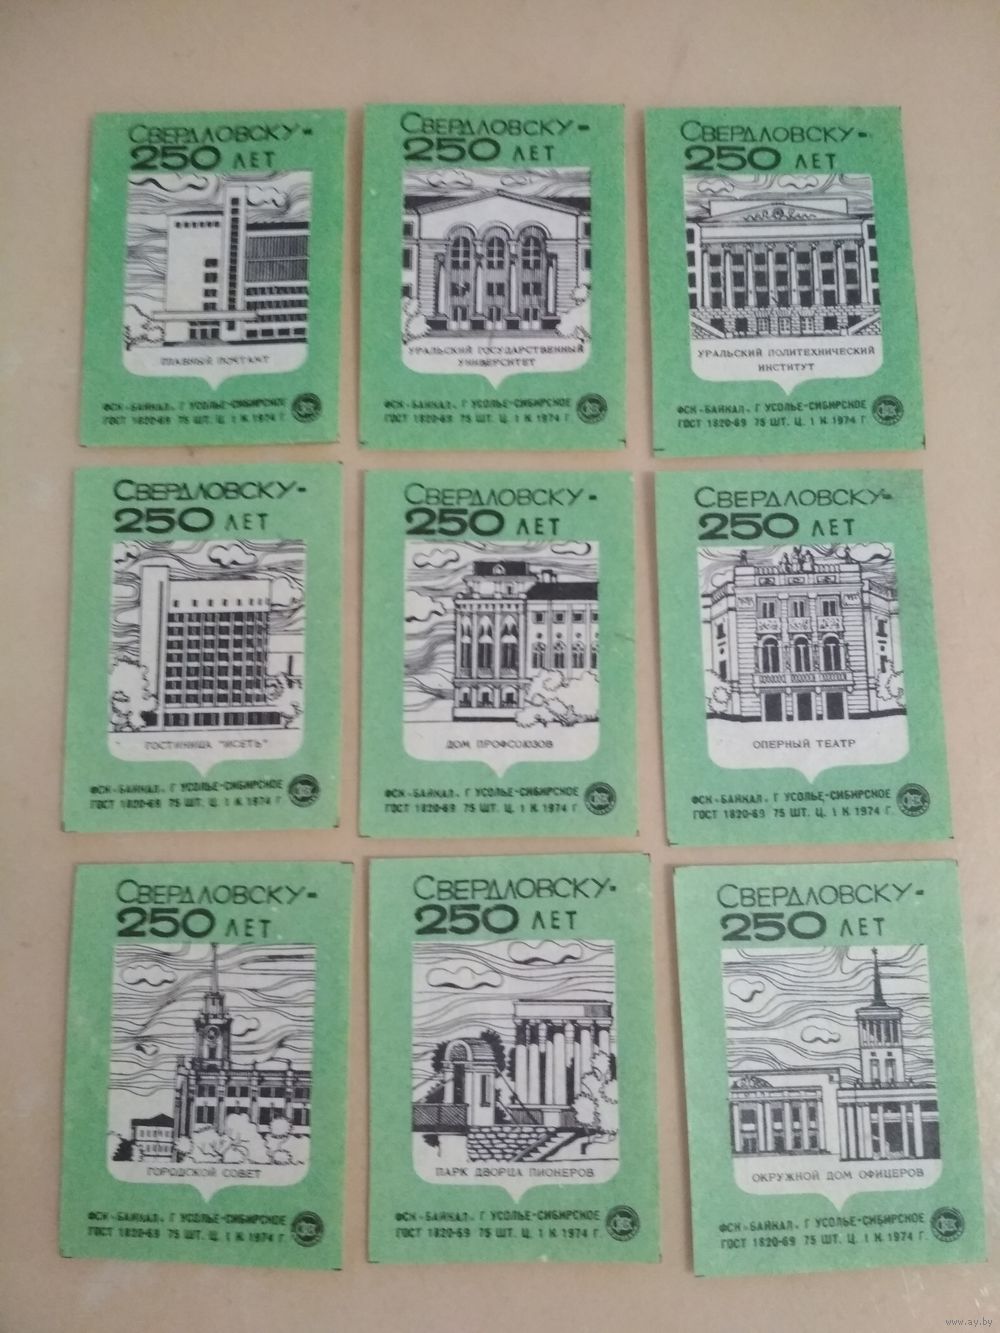 СВЕРДЛОВСКУ-
250 ЛЕТ
ГЛАВНЫЙ ПОЧТАМТ
ФСК «БАЙКАЛ», Г УСОЛЬЕ-СИБИРСКОЕ
ГОСТ 1820-69 75 ШТ. Ц. 1 К 1974 Г.
СВЕРДЛОВСКУ-
250 ЛЕТ
УРАЛЬСКИЙ ГОСУДАРСТВЕННЫЙ
УНИВЕРСИТЕТ
ФСК «БАЙКАЛ», Г УСОЛЬЕ-СИБИРСКОЕ
ГОСТ 1820-69 75 ШТ. Ц. 1 К 1974 Г.
СВЕРДЛОВСКУ-
250 ЛЕТ
УРАЛЬСКИЙ ПОЛИТЕХНИЧЕСКИЙ
ИНСТИТУТ
ФСК «БАЙКАЛ», Г УСОЛЬЕ-СИБИРСКОЕ
ГОСТ 1820-69 75 ШТ. Ц. 1 К 1974 Г.
СВЕРДЛОВСКУ-
250 ЛЕТ
ГОСТИНИЦА "ИСЕТЬ"
ФСК «БАЙКАЛ», Г УСОЛЬЕ-СИБИРСКОЕ
ГОСТ 1820-69 75 ШТ. Ц. 1 К 1974 Г.
СВЕРДЛОВСКУ-
250 ЛЕТ
ДОМ ПРОФСОЮЗОВ
ФСК «БАЙКАЛ», Г УСОЛЬЕ-СИБИРСКОЕ
ГОСТ 1820-69 75 ШТ. Ц. 1 К 1974 Г.
СВЕРДЛОВСКУ-
250 ЛЕТ
ОПЕРНЫЙ ТЕАТР
ФСК «БАЙКАЛ», Г УСОЛЬЕ-СИБИРСКОЕ
ГОСТ 1820-69 75 ШТ. Ц. 1 К 1974 Г.
СВЕРДЛОВСКУ-
250 ЛЕТ
ГОРОДСКОЙ СОВЕТ
ФСК «БАЙКАЛ», Г УСОЛЬЕ-СИБИРСКОЕ
ГОСТ 1820-69 75 ШТ. Ц. 1 К 1974 Г.
СВЕРДЛОВСКУ-
250 ЛЕТ
ПАРК ДВОРЦА ПИОНЕРОВ
ФСК «БАЙКАЛ», Г УСОЛЬЕ-СИБИРСКОЕ
ГОСТ 1820-69 75 ШТ. Ц. 1 К 1974 Г.
СВЕРДЛОВСКУ-
250 ЛЕТ
ОКРУЖНОЙ ДОМ ОФИЦЕРОВ
ФСК «БАЙКАЛ», Г УСОЛЬЕ-СИБИРСКОЕ
ГОСТ 1820-69 75 ШТ. Ц. 1 К 1974 Г.
www.ay.by